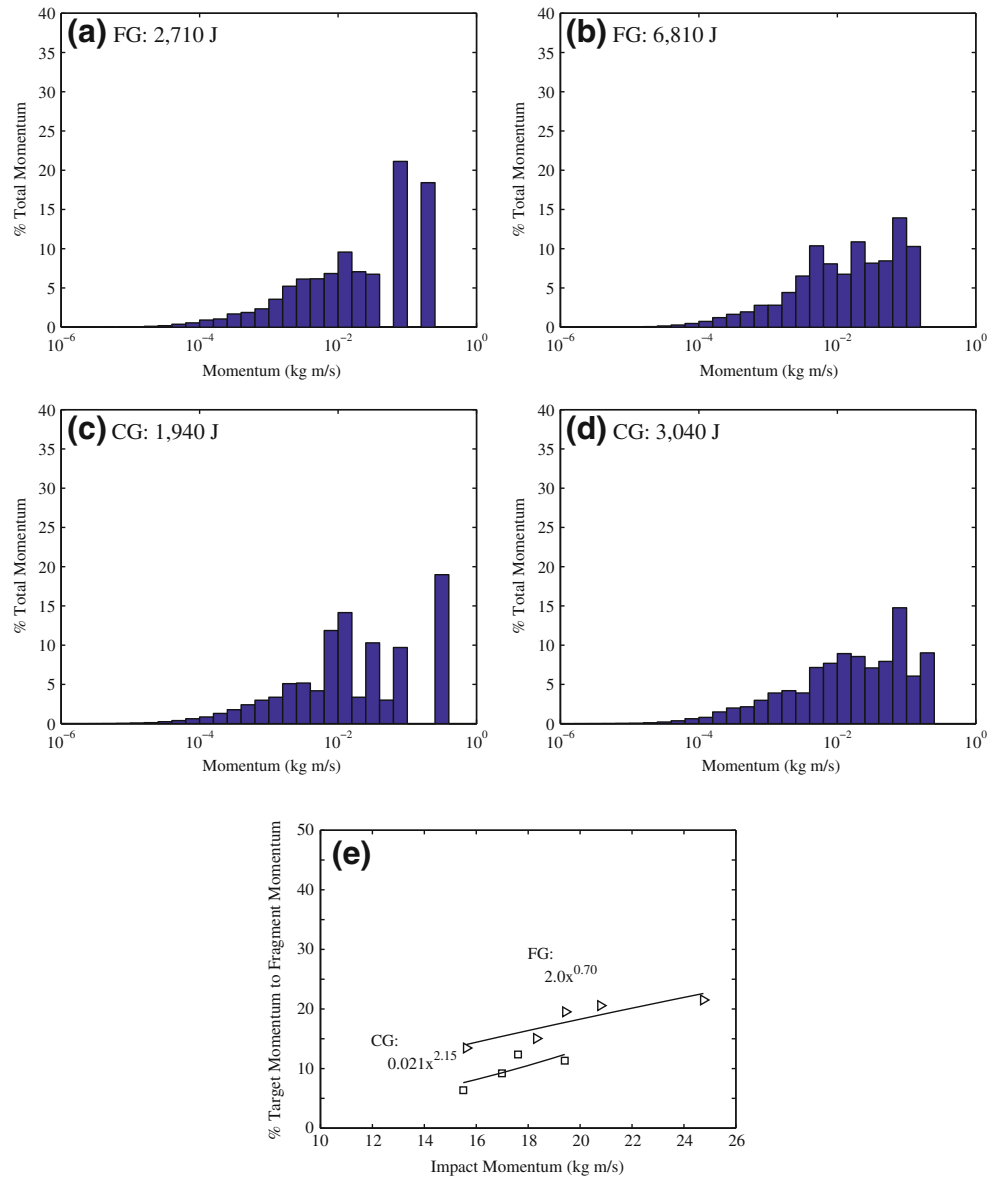 (a) FG: 2,710 J
40
35
30
25
20
15
10
5
0
% Total Momentum
10^−6 10^−4 10^−2 10^0
Momentum (kg m/s)
(b) FG: 6,810 J
40
35
30
25
20
15
10
5
0
% Total Momentum
10^−6 10^−4 10^−2 10^0
Momentum (kg m/s)
(c) CG: 1,940 J
40
35
30
25
20
15
10
5
0
% Total Momentum
10^−6 10^−4 10^−2 10^0
Momentum (kg m/s)
(d) CG: 3,040 J
40
35
30
25
20
15
10
5
0
% Total Momentum
10^−6 10^−4 10^−2 10^0
Momentum (kg m/s)
(e)
50
40
30
20
10
0
% Target Momentum to Fragment Momentum
FG:
2.0x^0.70
CG:
0.021x^2.15
10 12 14 16 18 20 22 24 26
Impact Momentum (kg m/s)